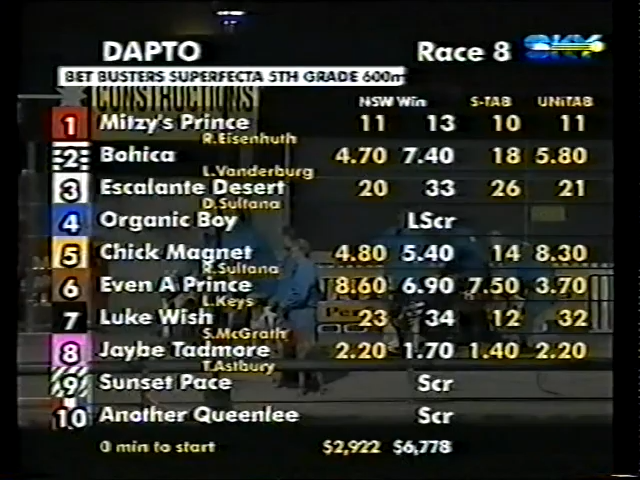 DAPTO Race 8 SKY
BET BUSTERS SUPERFECTA 5TH GRADE 600m
CONSTRUCTIONS
NSW Win S-TAB UNiTAB
1 Mitzy's Prince 11 13 10 11
R.Eisenhuth
2 Bohica 4.70 7.40 18 5.80
L.Vanderburg
3 Escalante Desert 20 33 26 21
D.Sultana
4 Organic Boy LScr
5 Chick Magnet 4.80 5.40 14 8.30
R.Sultana
6 Even A Prince 8.60 6.90 7.50 3.70
L.Keys
7 Luke Wish 23 34 12 32
S.McGrath
8 Jaybe Tadmore 2.20 1.70 1.40 2.20
T.Astbury
9 Sunset Pace Scr
10 Another Queenlee Scr
0 min to start $2,922 $6,778